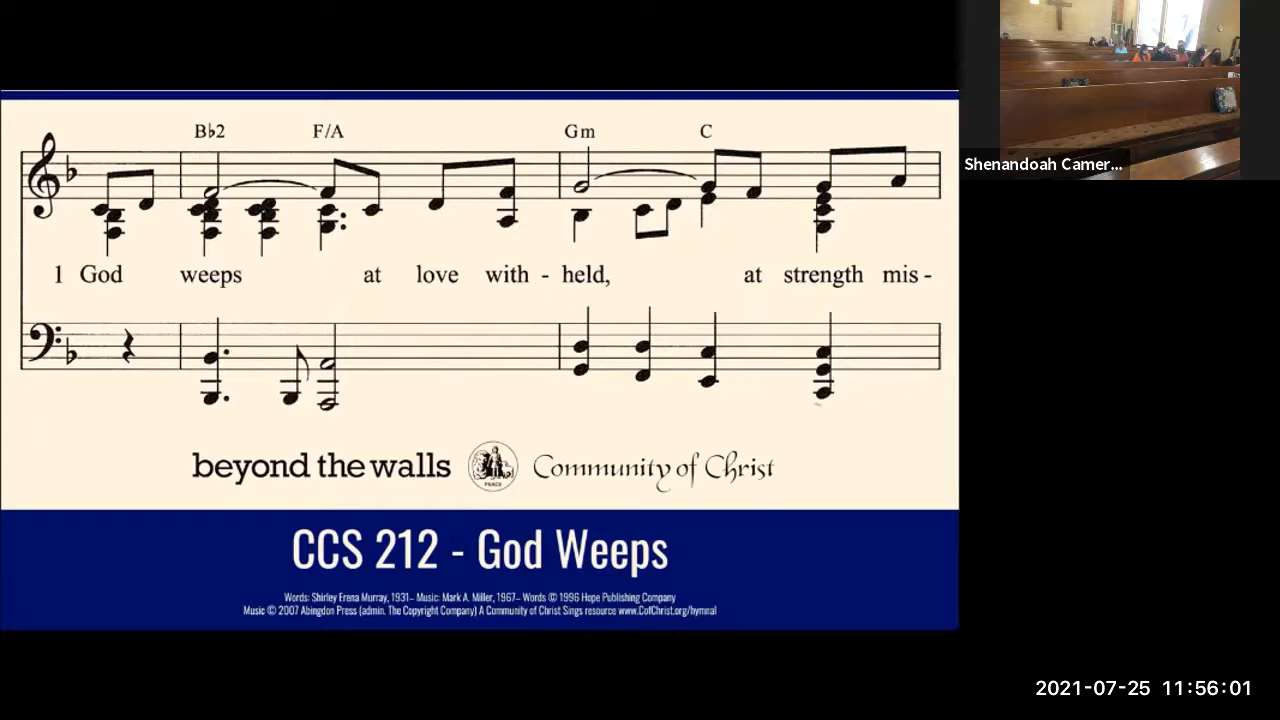 B♭2 F/A Gm C
1 God weeps at love with - held, at strength mis -
beyond the walls PEACE Community of Christ
CCS 212 - God Weeps
Words: Shirley Erena Murray, 1931– Music: Mark A. Miller, 1967– Words © 1996 Hope Publishing Company
Music © 2007 Abingdon Press (admin. The Copyright Company) A Community of Christ Sings resource www.CofChrist.org/hymnal
Shenandoah Camer...
2021-07-25 11:56:01